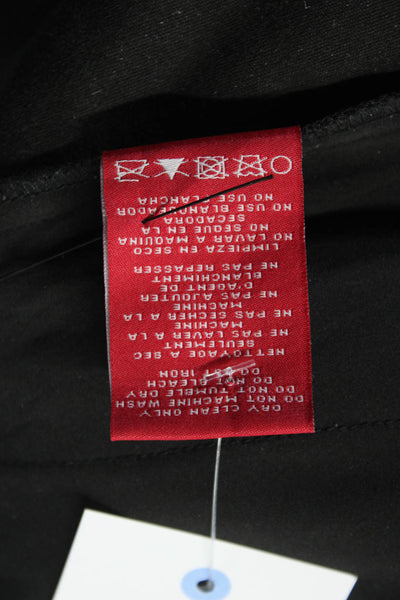 DRY CLEAN ONLY
DO NOT MACHINE WASH
DO NOT TUMBLE DRY
DO NOT BLEACH
DO NOT IRON
NETTOYAGE A SEC
SEULEMENT
NE PAS LAVER A LA
MACHINE
NE PAS SECHER A LA
MACHINE
NE PAS AJOUTER
D'AGENT DE
BLANCHIMENT
NE PAS REPASSER
LIMPIEZA EN SECO
NO LAVAR A MAQUINA
NO SEQUE EN LA
SECADORA
NO USE BLANQUEADOR
NO USE PLANCHA